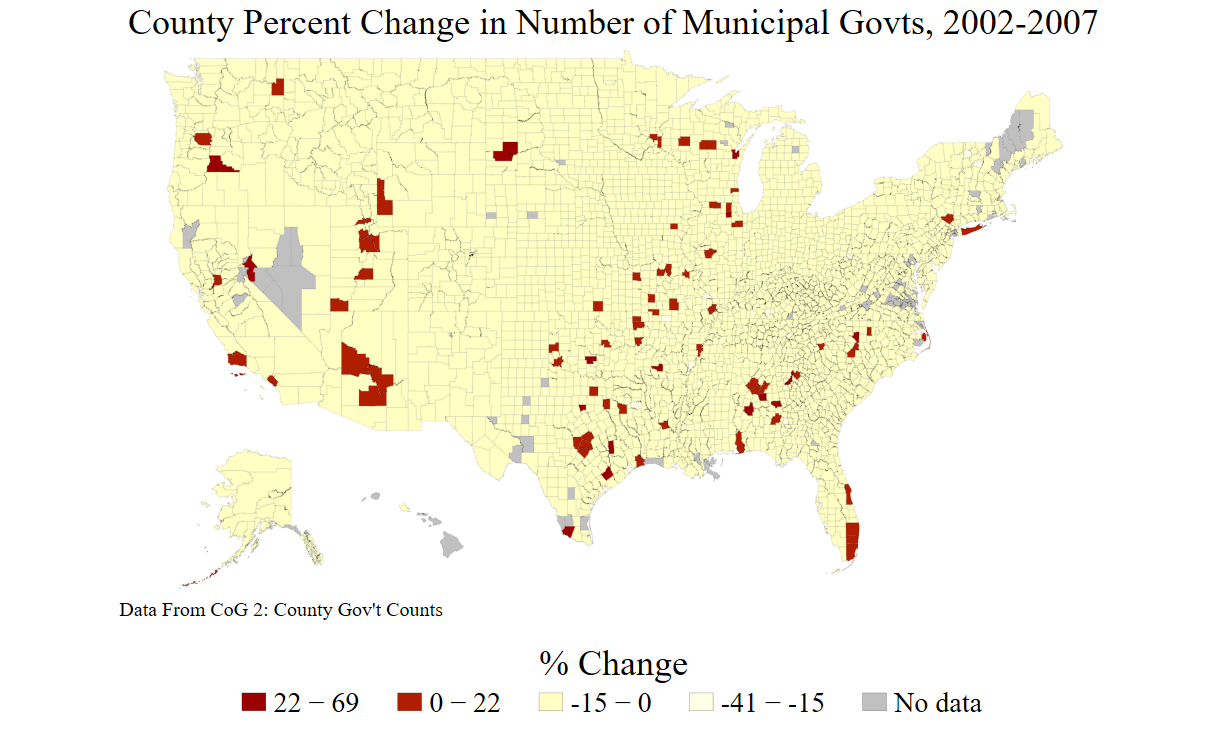 County Percent Change in Number of Municipal Govts, 2002-2007
Data From CoG 2: County Gov't Counts
% Change
22 − 69 0 − 22 -15 − 0 -41 − -15 No data